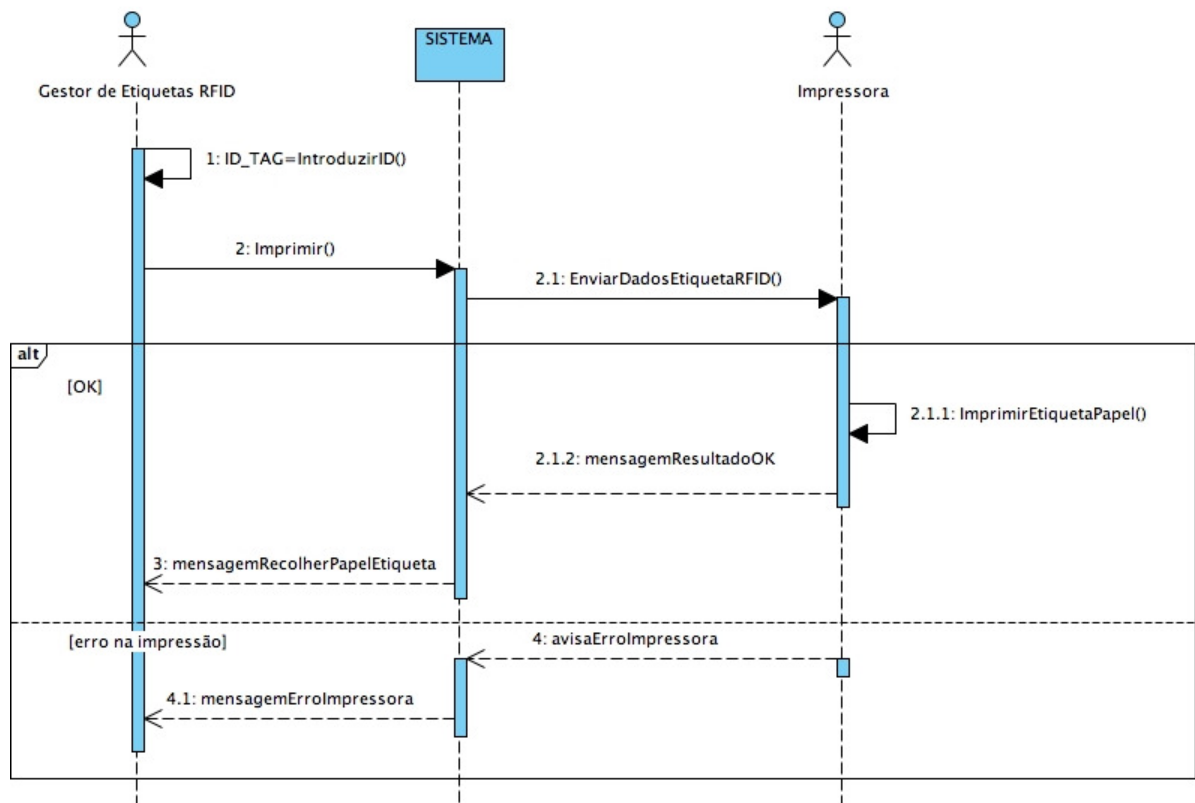 SISTEMA
Gestor de Etiquetas RFID
Impressora
1: ID_TAG=IntroduzirID()
2: Imprimir()
2.1: EnviarDadosEtiquetaRFID()
alt
[OK]
2.1.1: ImprimirEtiquetaPapel()
2.1.2: mensagemResultadoOK
3: mensagemRecolherPapelEtiqueta
[erro na impressão]
4: avisaErroImpressora
4.1: mensagemErroImpressora